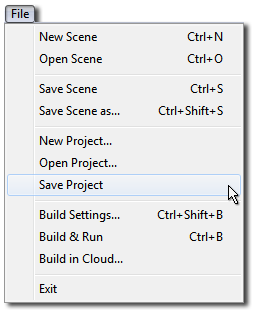 File
New Scene Ctrl+N
Open Scene Ctrl+O
Save Scene Ctrl+S
Save Scene as... Ctrl+Shift+S
New Project...
Open Project...
Save Project
Build Settings... Ctrl+Shift+B
Build & Run Ctrl+B
Build in Cloud...
Exit